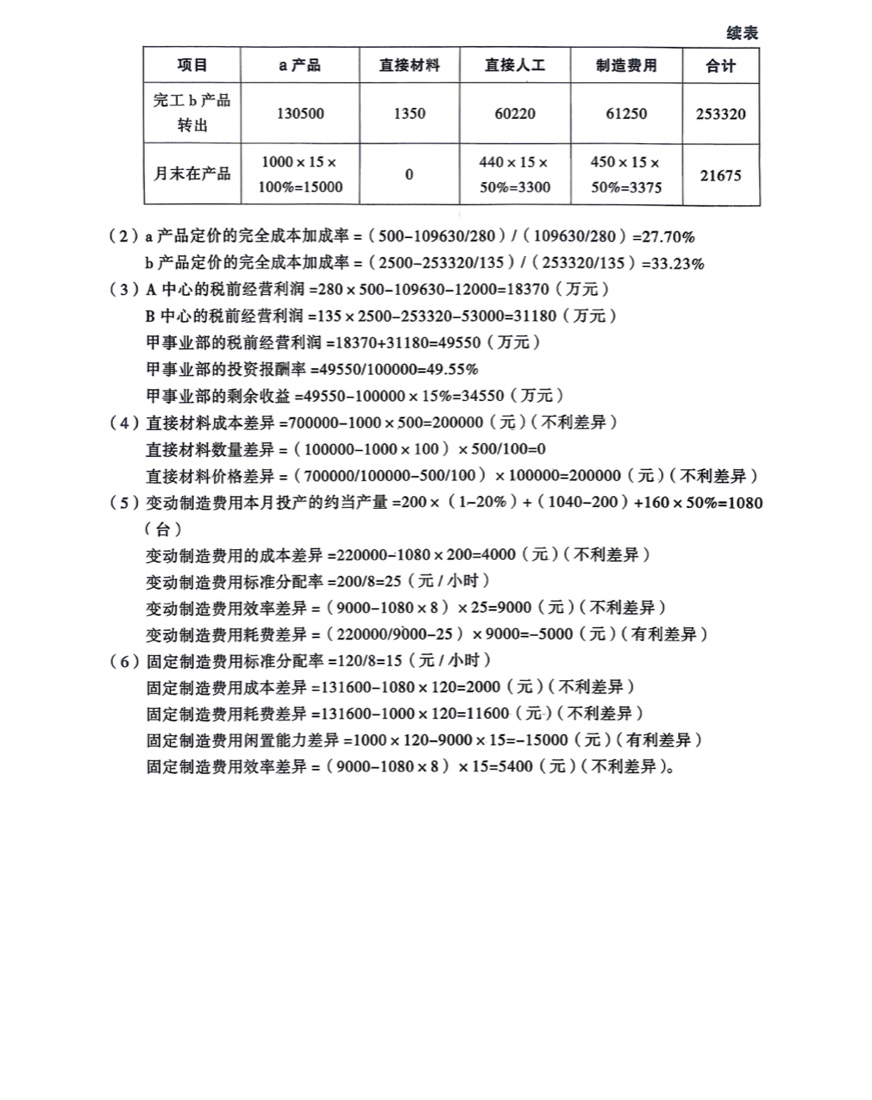 续表
项目 a 产品 直接材料 直接人工 制造费用 合计
完工 b 产品
转出 130500 1350 60220 61250 253320
月末在产品 1000 × 15 ×
100%=15000 0 440 × 15 ×
50%=3300 450 × 15 ×
50%=3375 21675
（2）a 产品定价的完全成本加成率 =（500-109630/280）/（109630/280）=27.70%
b 产品定价的完全成本加成率 =（2500-253320/135）/（253320/135）=33.23%
（3）A 中心的税前经营利润 =280 × 500-109630-12000=18370（万元）
B 中心的税前经营利润 =135 × 2500-253320-53000=31180（万元）
甲事业部的税前经营利润 =18370+31180=49550（万元）
甲事业部的投资报酬率 =49550/100000=49.55%
甲事业部的剩余收益 =49550-100000 × 15%=34550（万元）
（4）直接材料成本差异 =700000-1000 × 500=200000（元）（不利差异）
直接材料数量差异 =（100000-1000 × 100）× 500/100=0
直接材料价格差异 =（700000/100000-500/100）× 100000=200000（元）（不利差异）
（5）变动制造费用本月投产的约当产量 =200 ×（1-20%）+（1040-200）+160 × 50%=1080
（台）
变动制造费用的成本差异 =220000-1080 × 200=4000（元）（不利差异）
变动制造费用标准分配率 =200/8=25（元 / 小时）
变动制造费用效率差异 =（9000-1080 × 8）× 25=9000（元）（不利差异）
变动制造费用耗费差异 =（220000/9000-25）× 9000=-5000（元）（有利差异）
（6）固定制造费用标准分配率 =120/8=15（元 / 小时）
固定制造费用成本差异 =131600-1080 × 120=2000（元）（不利差异）
固定制造费用耗费差异 =131600-1000 × 120=11600（元）（不利差异）
固定制造费用闲置能力差异 =1000 × 120-9000 × 15=-15000（元）（有利差异）
固定制造费用效率差异 =（9000-1080 × 8）× 15=5400（元）（不利差异）。